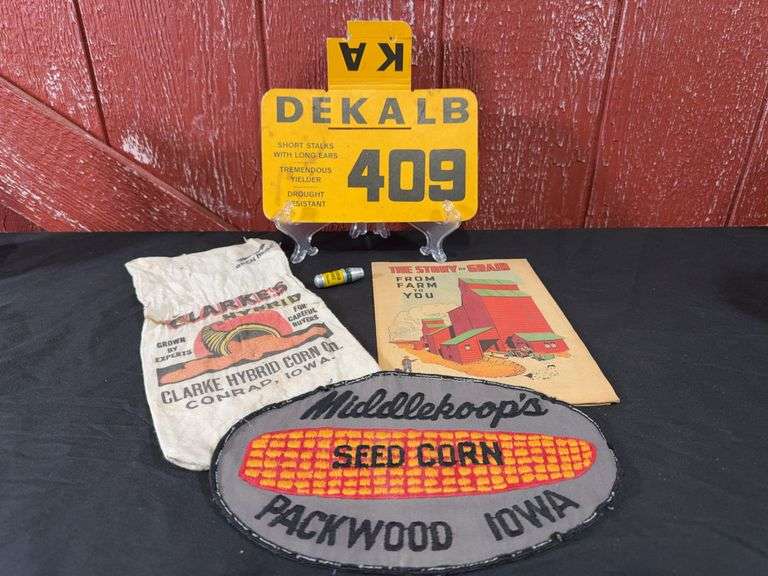 KA
DEKALB
SHORT STALKS
WITH LONG EARS
TREMENDOUS
YIELDER
DROUGHT
RESISTANT
409
CLARKE'S
HYBRID
GROWN
BY
EXPERTS
FOR
CAREFUL
BUYERS
CLARKE HYBRID CORN CO.
CONRAD, IOWA.
THE STORY OF GRAIN
FROM
FARM
TO
YOU
Middlekoop's
SEED CORN
PACKWOOD IOWA